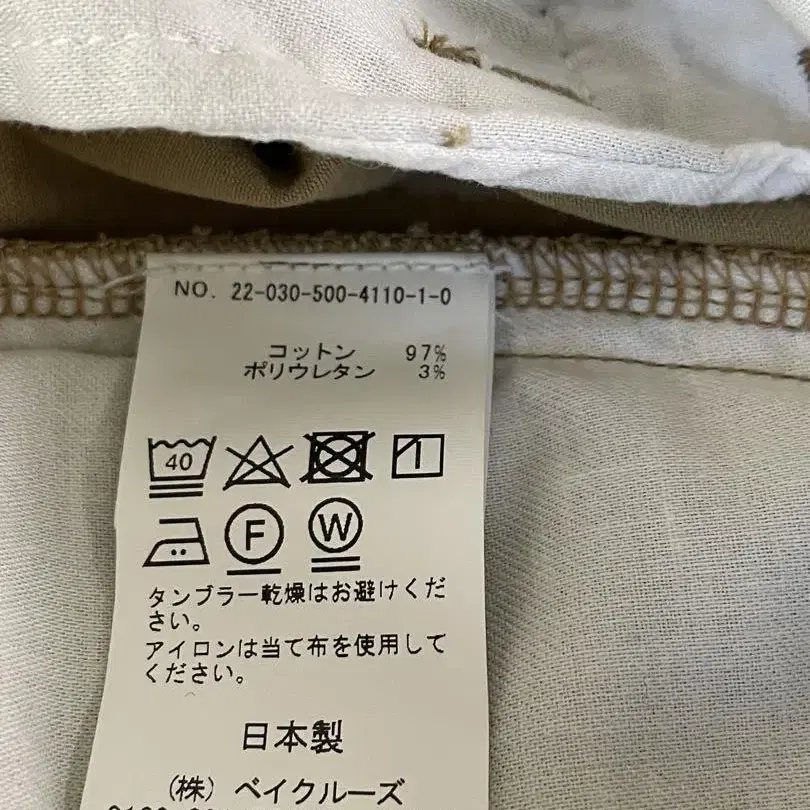 NO. 22-030-500-4110-1-0
コットン 97%
ポリウレタン 3%
40
F W
タンブラー乾燥はお避けくだ
さい。
アイロンは当て布を使用して
ください。
日本製
(株) ベイクルーズ